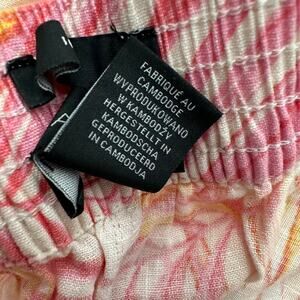 FABRIQUÉ AU
CAMBODGE
WYPRODUKOWANO
W KAMBODŻY
HERGESTELLT IN
KAMBODSCHA
GEPRODUCEERD
IN CAMBODJA